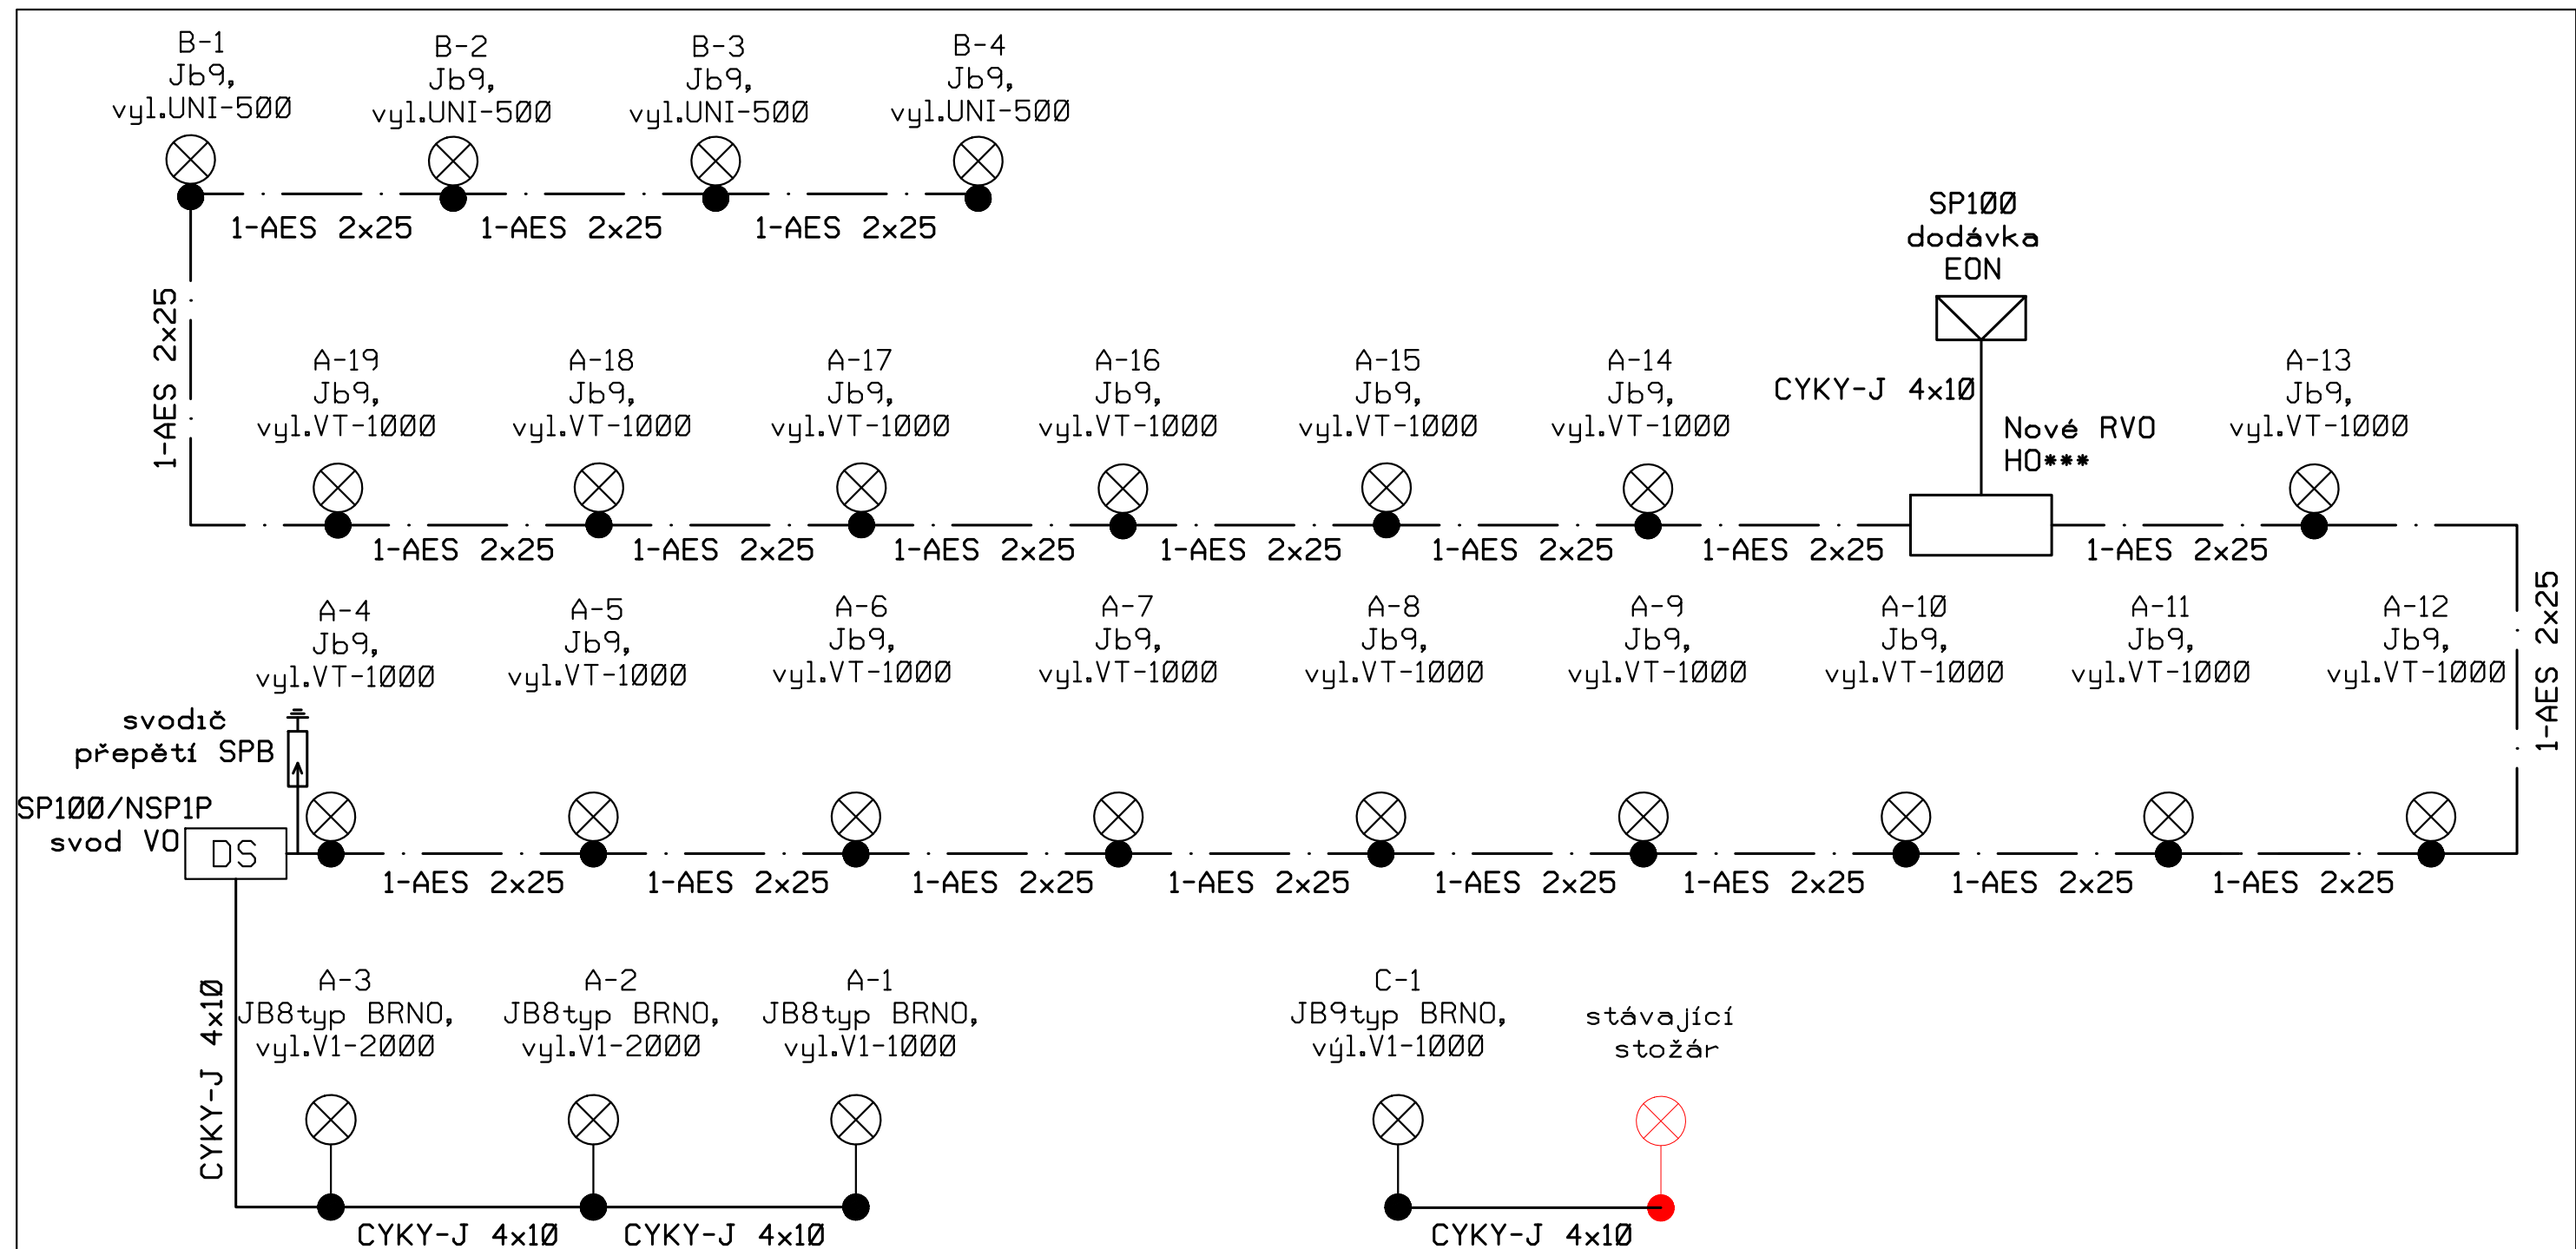 B-1
Jb9,
vyl.UNI-500
B-2
Jb9,
vyl.UNI-500
B-3
Jb9,
vyl.UNI-500
B-4
Jb9,
vyl.UNI-500
1-AES 2x25
1-AES 2x25
1-AES 2x25
1-AES 2x25
SP100
dodávka
EON
CYKY-J 4x10
Nové RVO
HO***
A-19
Jb9,
vyl.VT-1000
A-18
Jb9,
vyl.VT-1000
A-17
Jb9,
vyl.VT-1000
A-16
Jb9,
vyl.VT-1000
A-15
Jb9,
vyl.VT-1000
A-14
Jb9,
vyl.VT-1000
A-13
Jb9,
vyl.VT-1000
1-AES 2x25
1-AES 2x25
1-AES 2x25
1-AES 2x25
1-AES 2x25
1-AES 2x25
1-AES 2x25
1-AES 2x25
A-4
Jb9,
vyl.VT-1000
A-5
Jb9,
vyl.VT-1000
A-6
Jb9,
vyl.VT-1000
A-7
Jb9,
vyl.VT-1000
A-8
Jb9,
vyl.VT-1000
A-9
Jb9,
vyl.VT-1000
A-10
Jb9,
vyl.VT-1000
A-11
Jb9,
vyl.VT-1000
A-12
Jb9,
vyl.VT-1000
svodič
přepětí SPB
SP100/NSP1P
svod VO
DS
1-AES 2x25
1-AES 2x25
1-AES 2x25
1-AES 2x25
1-AES 2x25
1-AES 2x25
1-AES 2x25
1-AES 2x25
CYKY-J 4x10
A-3
JB8typ BRNO,
vyl.V1-2000
A-2
JB8typ BRNO,
vyl.V1-2000
A-1
JB8typ BRNO,
vyl.V1-1000
C-1
JB9typ BRNO,
výl.V1-1000
stávající
stožár
CYKY-J 4x10
CYKY-J 4x10
CYKY-J 4x10